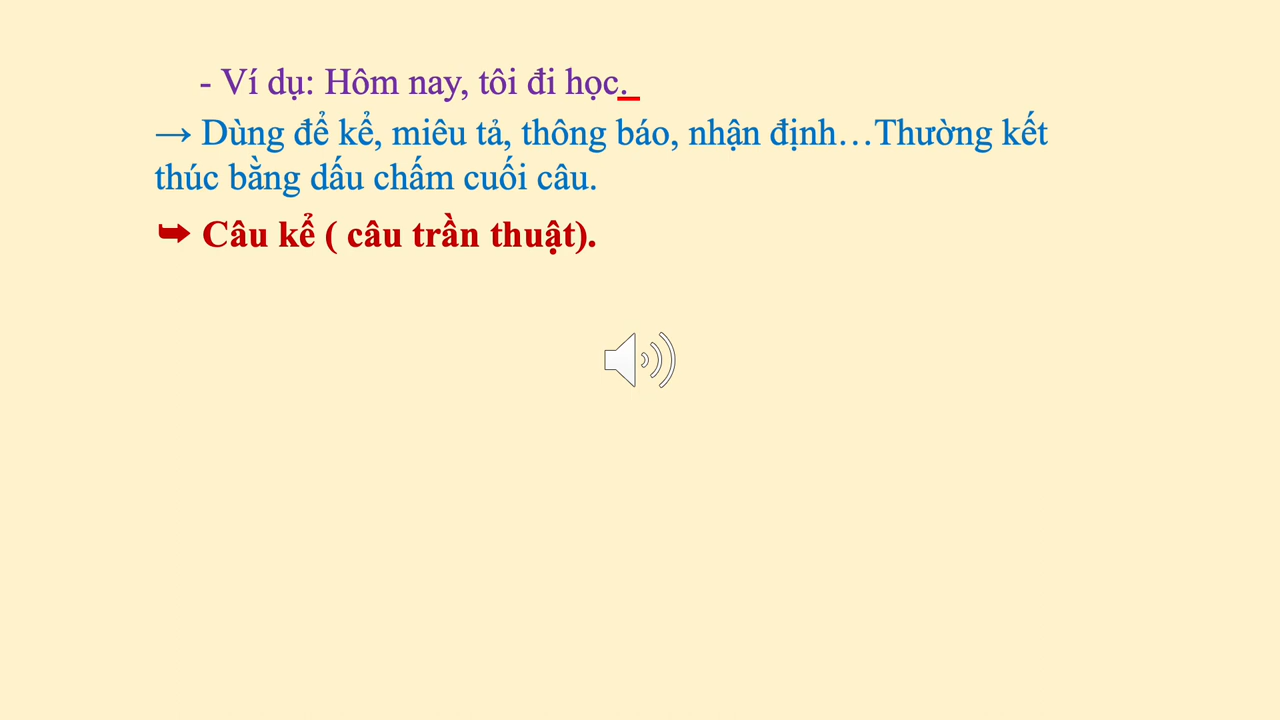 - Ví dụ: Hôm nay, tôi đi học.
→ Dùng để kể, miêu tả, thông báo, nhận định…Thường kết
thúc bằng dấu chấm cuối câu.
➥ Câu kể ( câu trần thuật).